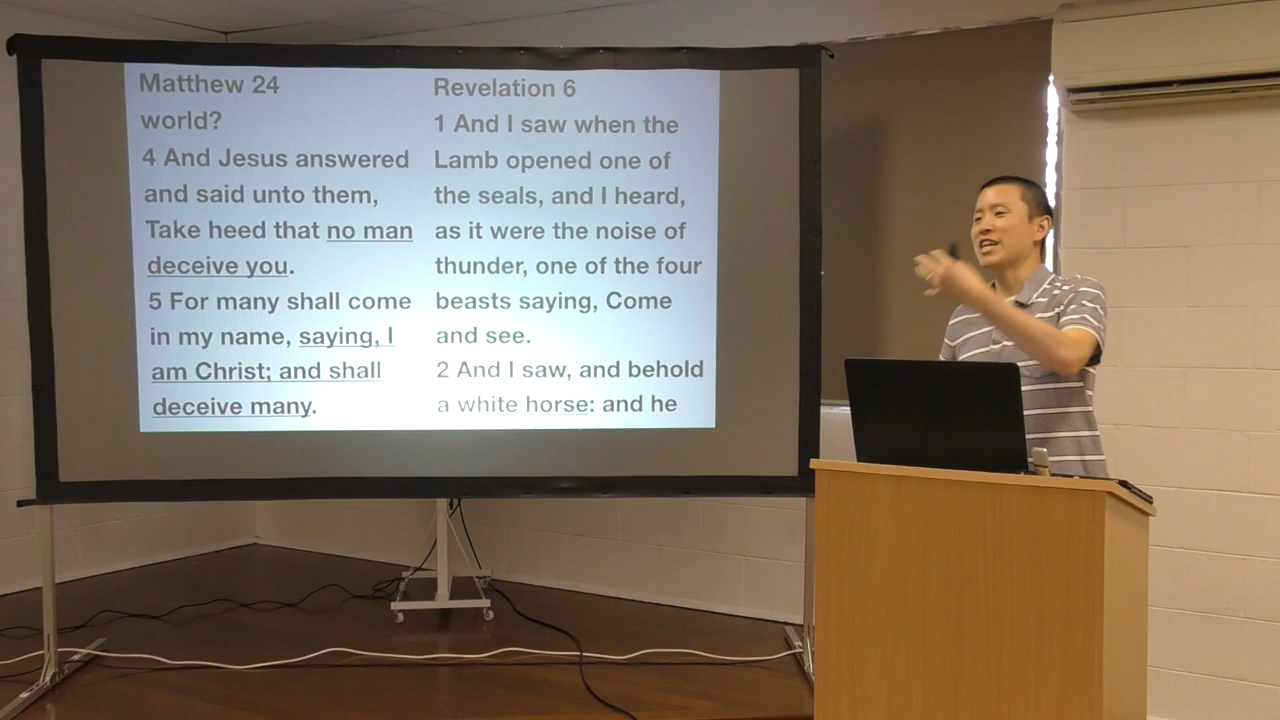 Matthew 24
world?
4 And Jesus answered
and said unto them,
Take heed that no man
deceive you.
5 For many shall come
in my name, saying, I
am Christ; and shall
deceive many.
Revelation 6
1 And I saw when the
Lamb opened one of
the seals, and I heard,
as it were the noise of
thunder, one of the four
beasts saying, Come
and see.
2 And I saw, and behold
a white horse: and he